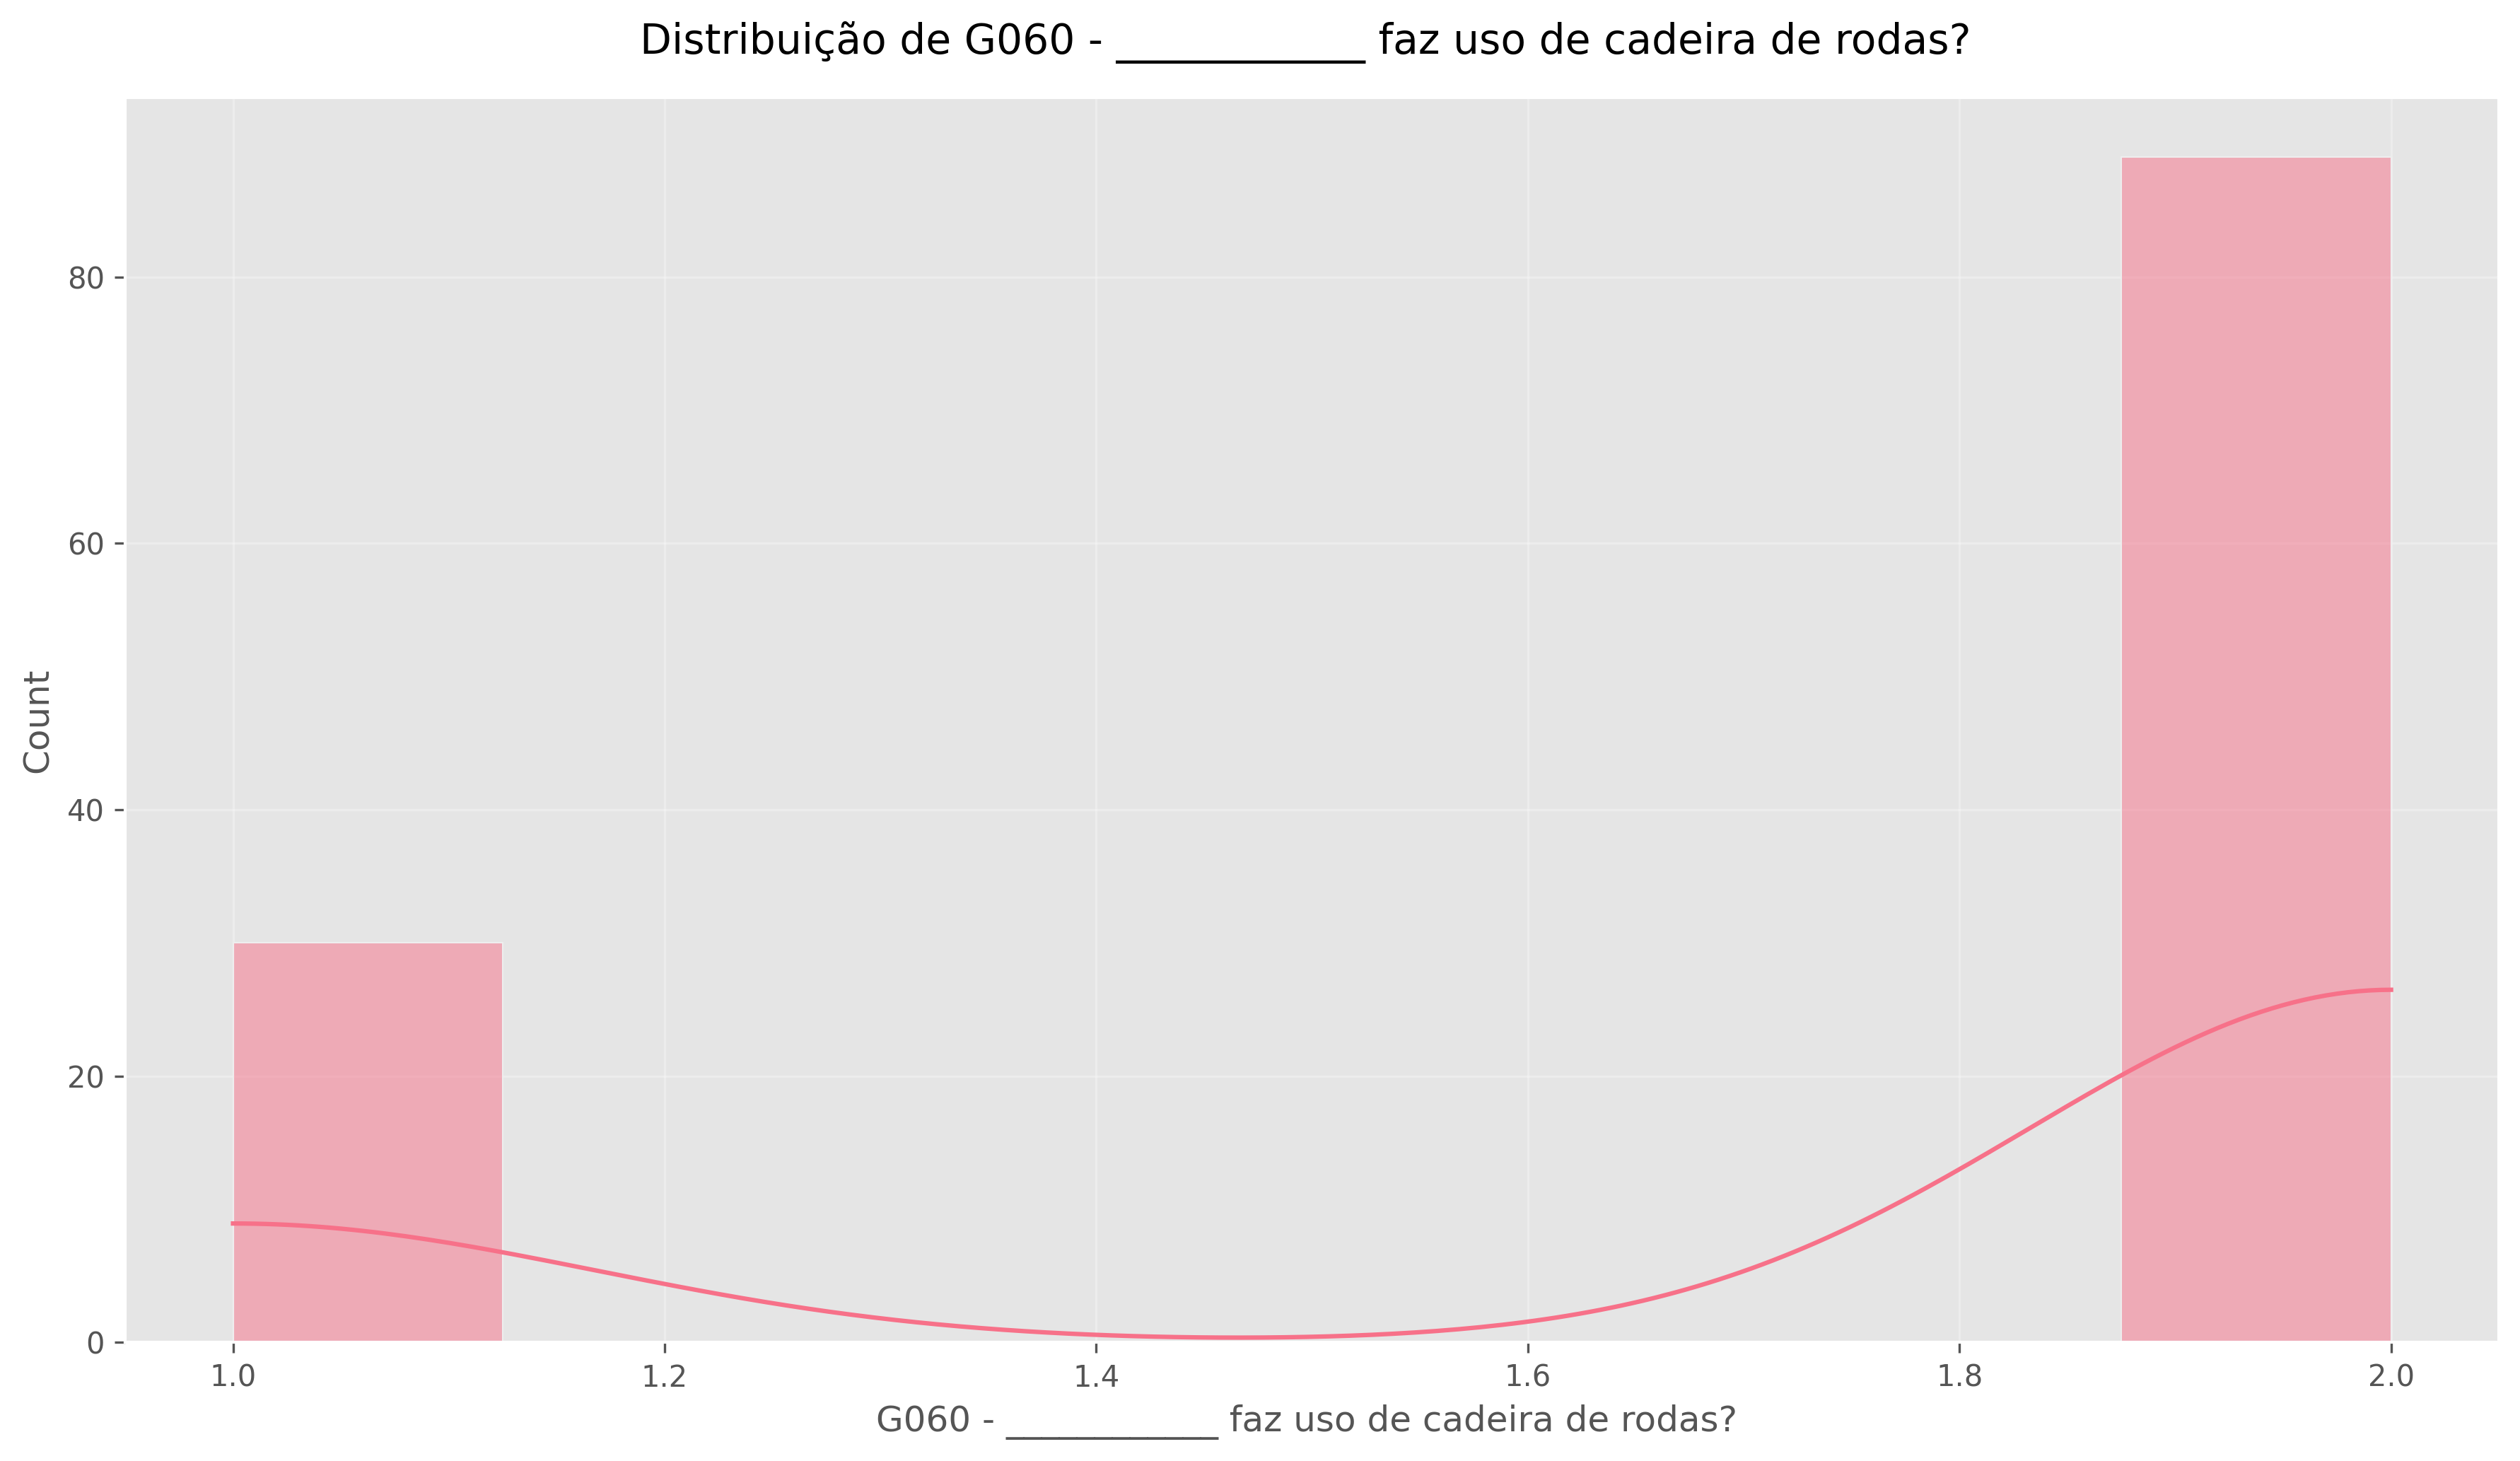 Distribuição de G060 - ____________ faz uso de cadeira de rodas?
80
60
40
20
0
Count
1.0 1.2 1.4 1.6 1.8 2.0
G060 - ____________ faz uso de cadeira de rodas?